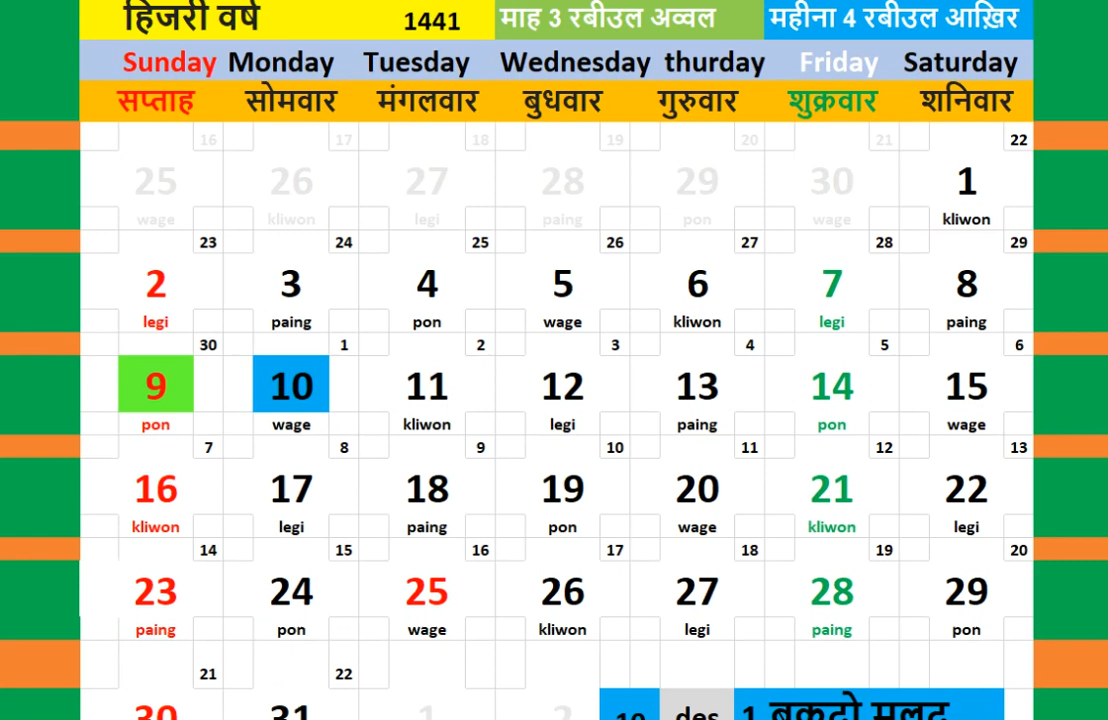 हिजरी वर्ष 1441 माह 3 रबीउल अव्वल महीना 4 रबीउल आख़िर
Sunday Monday Tuesday Wednesday thurday Friday Saturday
सप्ताह सोमवार मंगलवार बुधवार गुरुवार शुक्रवार शनिवार
16 17 18 19 20 21 22
25 26 27 28 29 30 1
wage kliwon legi paing pon wage kliwon
23 24 25 26 27 28 29
2 3 4 5 6 7 8
legi paing pon wage kliwon legi paing
30 1 2 3 4 5 6
9 10 11 12 13 14 15
pon wage kliwon legi paing pon wage
7 8 9 10 11 12 13
16 17 18 19 20 21 22
kliwon legi paing pon wage kliwon legi
14 15 16 17 18 19 20
23 24 25 26 27 28 29
paing pon wage kliwon legi paing pon
21 22
30 31 1 2 10 des 1